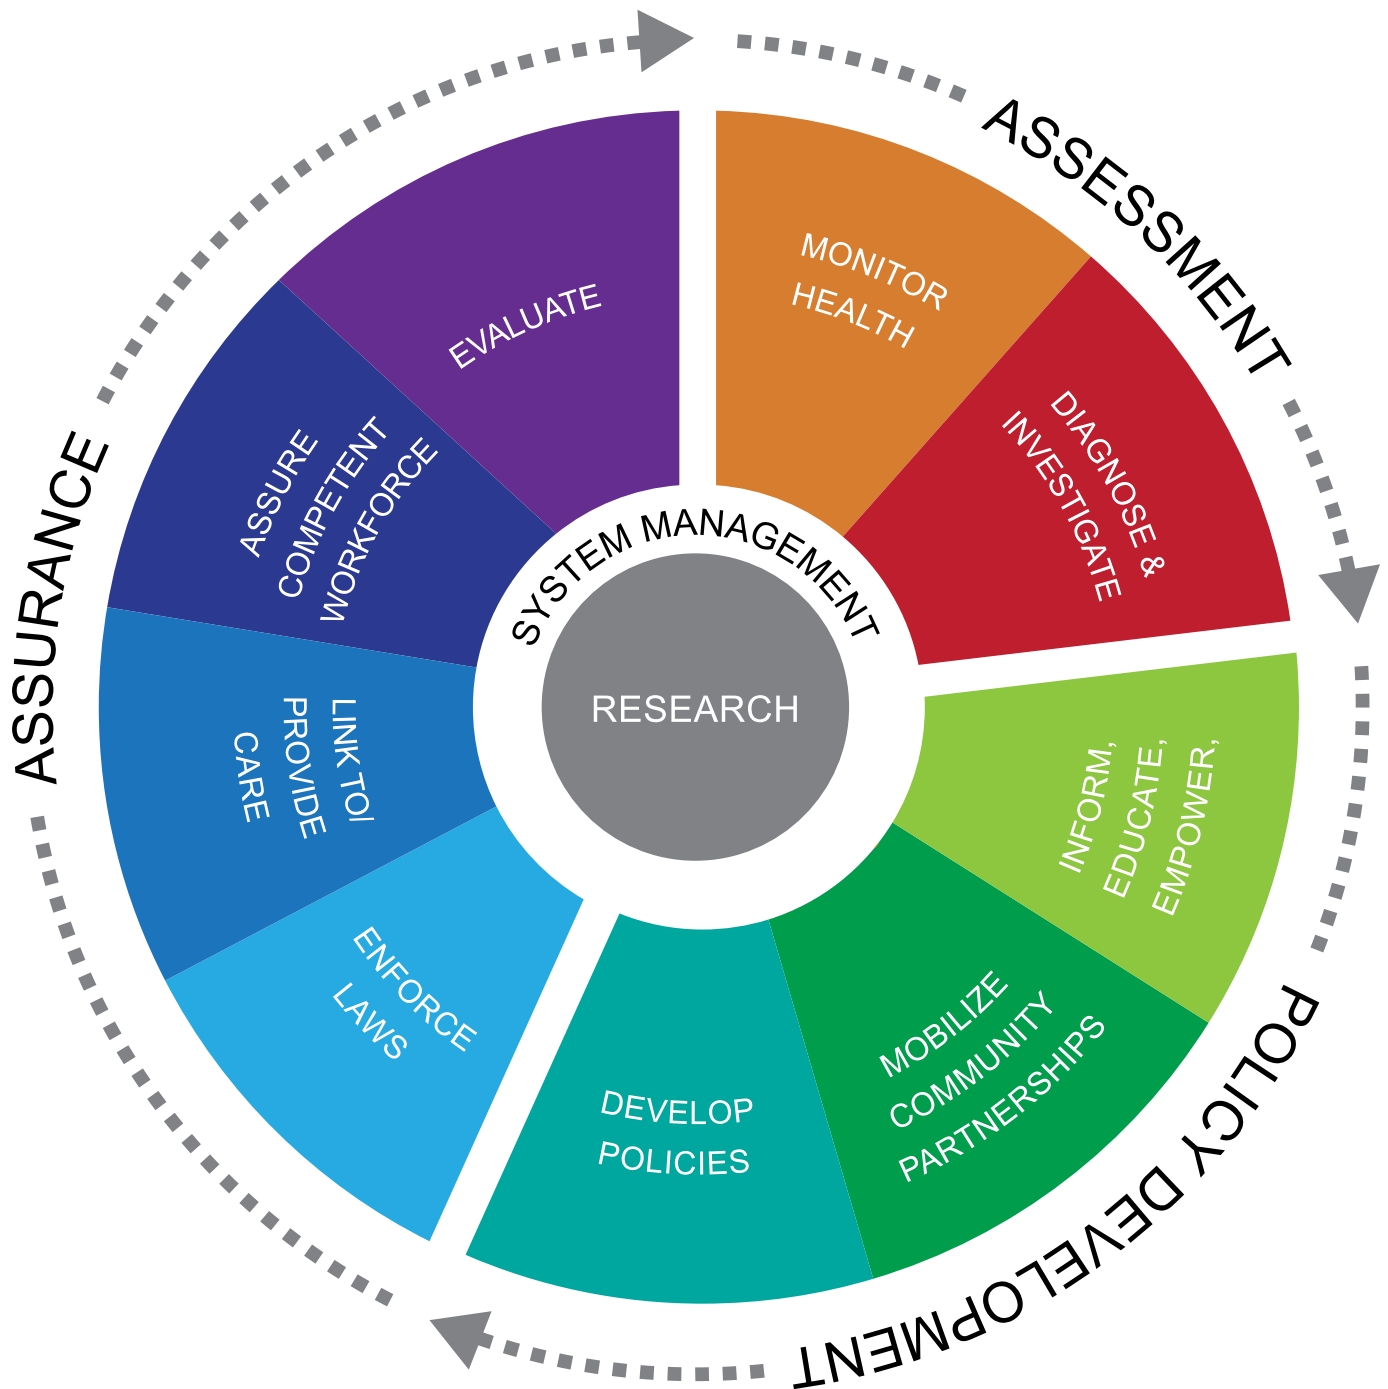 ASSESSMENT
MONITOR
HEALTH
DIAGNOSE &
INVESTIGATE
POLICY DEVELOPMENT
INFORM,
EDUCATE,
EMPOWER,
MOBILIZE
COMMUNITY
PARTNERSHIPS
DEVELOP
POLICIES
ASSURANCE
ENFORCE
LAWS
LINK TO/
PROVIDE
CARE
ASSURE
COMPETENT
WORKFORCE
EVALUATE
SYSTEM MANAGEMENT
RESEARCH